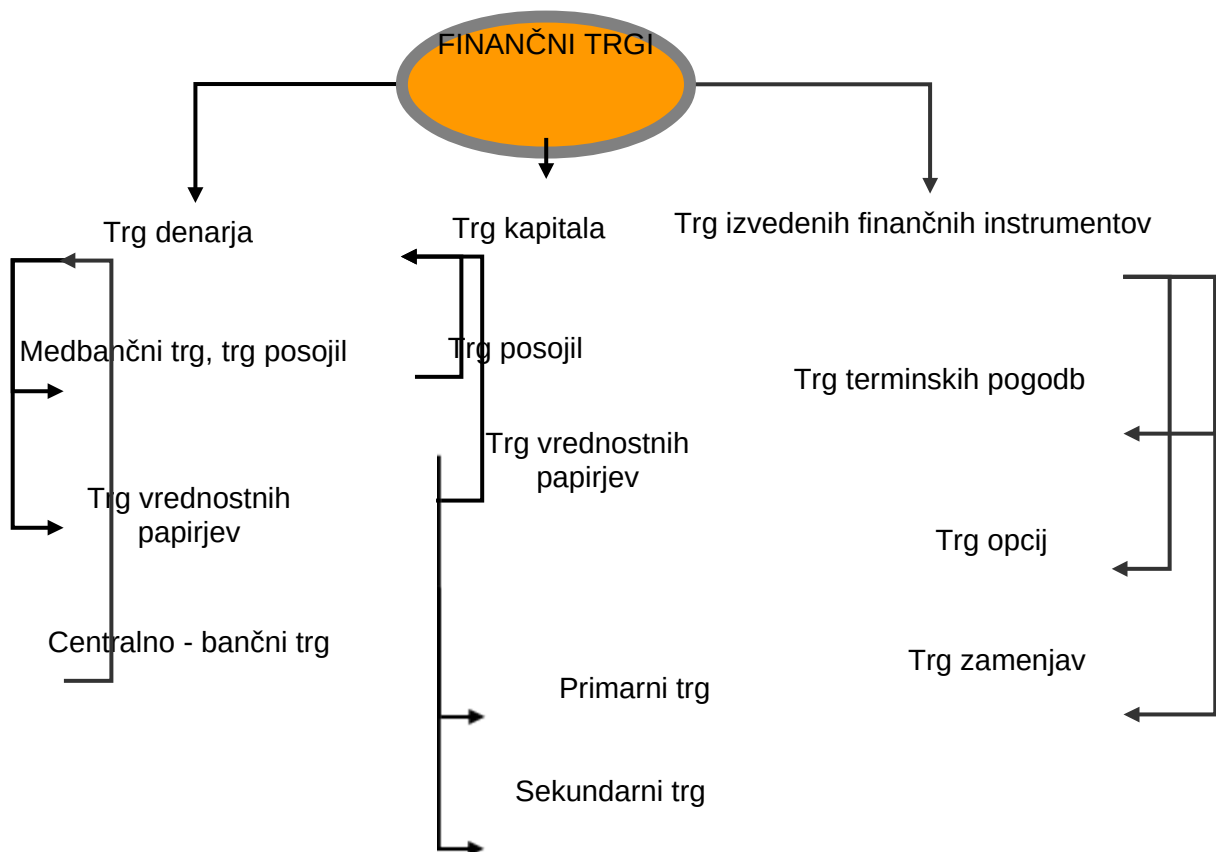 FINANČNI TRGI
Trg denarja
Trg kapitala
Trg izvedenih finančnih instrumentov
Medbančni trg, trg posojil
Trg posojil
Trg terminskih pogodb
Trg vrednostnih
papirjev
Trg vrednostnih
papirjev
Trg opcij
Centralno - bančni trg
Trg zamenjav
Primarni trg
Sekundarni trg